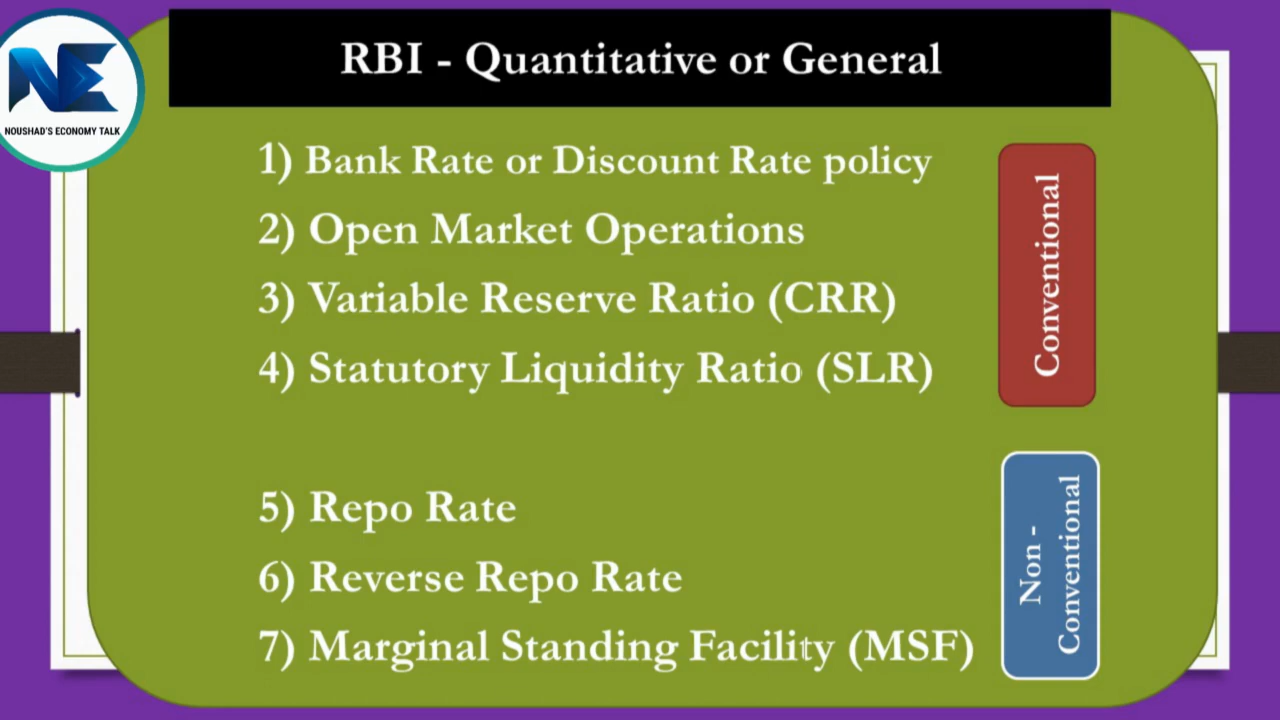 NE
NOUSHAD'S ECONOMY TALK
RBI - Quantitative or General
1) Bank Rate or Discount Rate policy
2) Open Market Operations
3) Variable Reserve Ratio (CRR)
4) Statutory Liquidity Ratio (SLR)
Conventional
5) Repo Rate
6) Reverse Repo Rate
7) Marginal Standing Facility (MSF)
Non -
Conventional